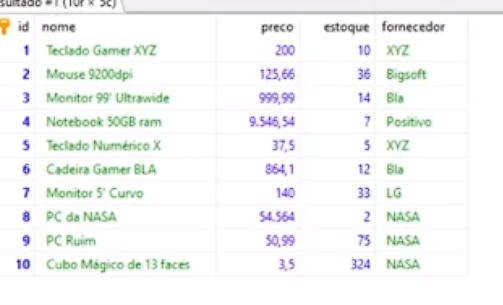 sultado #1 (10r × 5c)
id nome preco estoque fornecedor
1 Teclado Gamer XYZ 200 10 XYZ
2 Mouse 9200dpi 125,66 36 Bigsoft
3 Monitor 99' Ultrawide 999,99 14 Bla
4 Notebook 50GB ram 9.546,54 7 Positivo
5 Teclado Numérico X 37,5 5 XYZ
6 Cadeira Gamer BLA 864,1 12 Bla
7 Monitor 5' Curvo 140 33 LG
8 PC da NASA 54.564 2 NASA
9 PC Ruim 50,99 75 NASA
10 Cubo Mágico de 13 faces 3,5 324 NASA